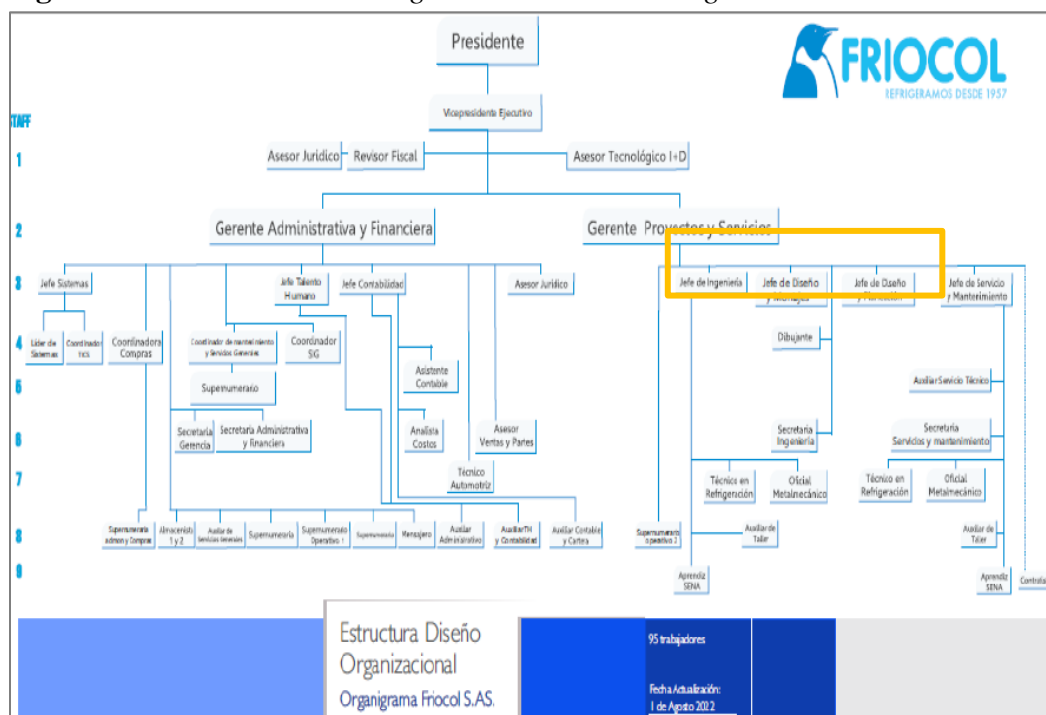 Presidente
FRIOCOL
REFRIGERAMOS DESDE 1957
Vicepresidente Ejecutivo
STAFF
1
Asesor Jurídico
Revisor Fiscal
Asesor Tecnológico I+D
2
Gerente Administrativa y Financiera
Gerente Proyectos y Servicios
3
Jefe Sistemas
Jefe Talento
Humano
Jefe Contabilidad
Asesor Jurídico
Jefe de Ingeniería
Jefe de Diseño
y Montajes
Jefe de Diseño
y Planeación
Jefe de Servicio
y Mantenimiento
4
Líder de
Sistemas
Coordinador
Coordinadora
Compras
Coordinador de mantenimiento
y Servicios Generales
Coordinador
SIG
Dibujante
5
Supernumerario
Asistente
Contable
Auxiliar Servicio Técnico
6
Secretaria
Gerencia
Secretaria Administrativa
y Financiera
Analista
Costos
Asesor
Ventas y Partes
Secretaria
Ingeniería
Secretaria
Servicios y mantenimiento
7
Técnico
Automotriz
Técnico en
Refrigeración
Oficial
Metalmecánico
Técnico en
Refrigeración
Oficial
Metalmecánico
8
Supernumeraria
admon y Compras
Almacenista
1 y 2
Auxiliar de
Servicios Generales
Supernumeraria
Supernumerario
Operativo 1
Supernumerario
Mensajero
Auxiliar
Administrativo
Auxiliar TH
y Contabilidad
Auxiliar Contable
y Cartera
Supernumerario
operativo 2
Auxiliar de
Taller
Auxiliar de
Taller
9
Aprendiz
SENA
Aprendiz
SENA
Estructura Diseño
Organizacional
Organigrama Friocol S.AS.
95 trabajadores
Fecha Actualización:
1 de Agosto 2022